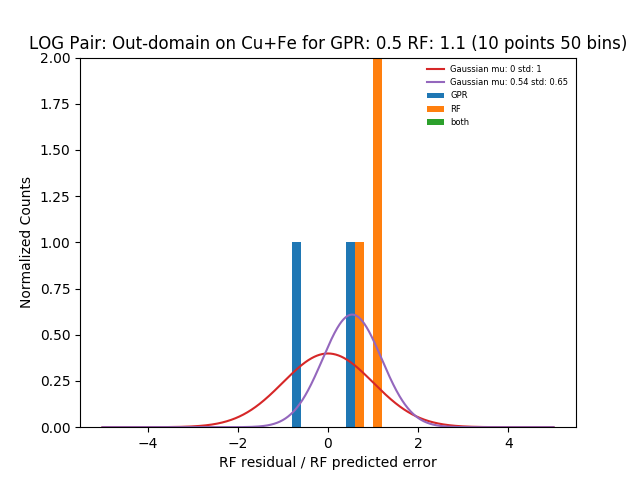 LOG Pair: Out-domain on Cu+Fe for GPR: 0.5 RF: 1.1 (10 points 50 bins)
2.00
1.75
1.50
1.25
1.00
0.75
0.50
0.25
0.00
Normalized Counts
Gaussian mu: 0 std: 1
Gaussian mu: 0.54 std: 0.65
GPR
RF
both
−4
−2
0
2
4
RF residual / RF predicted error